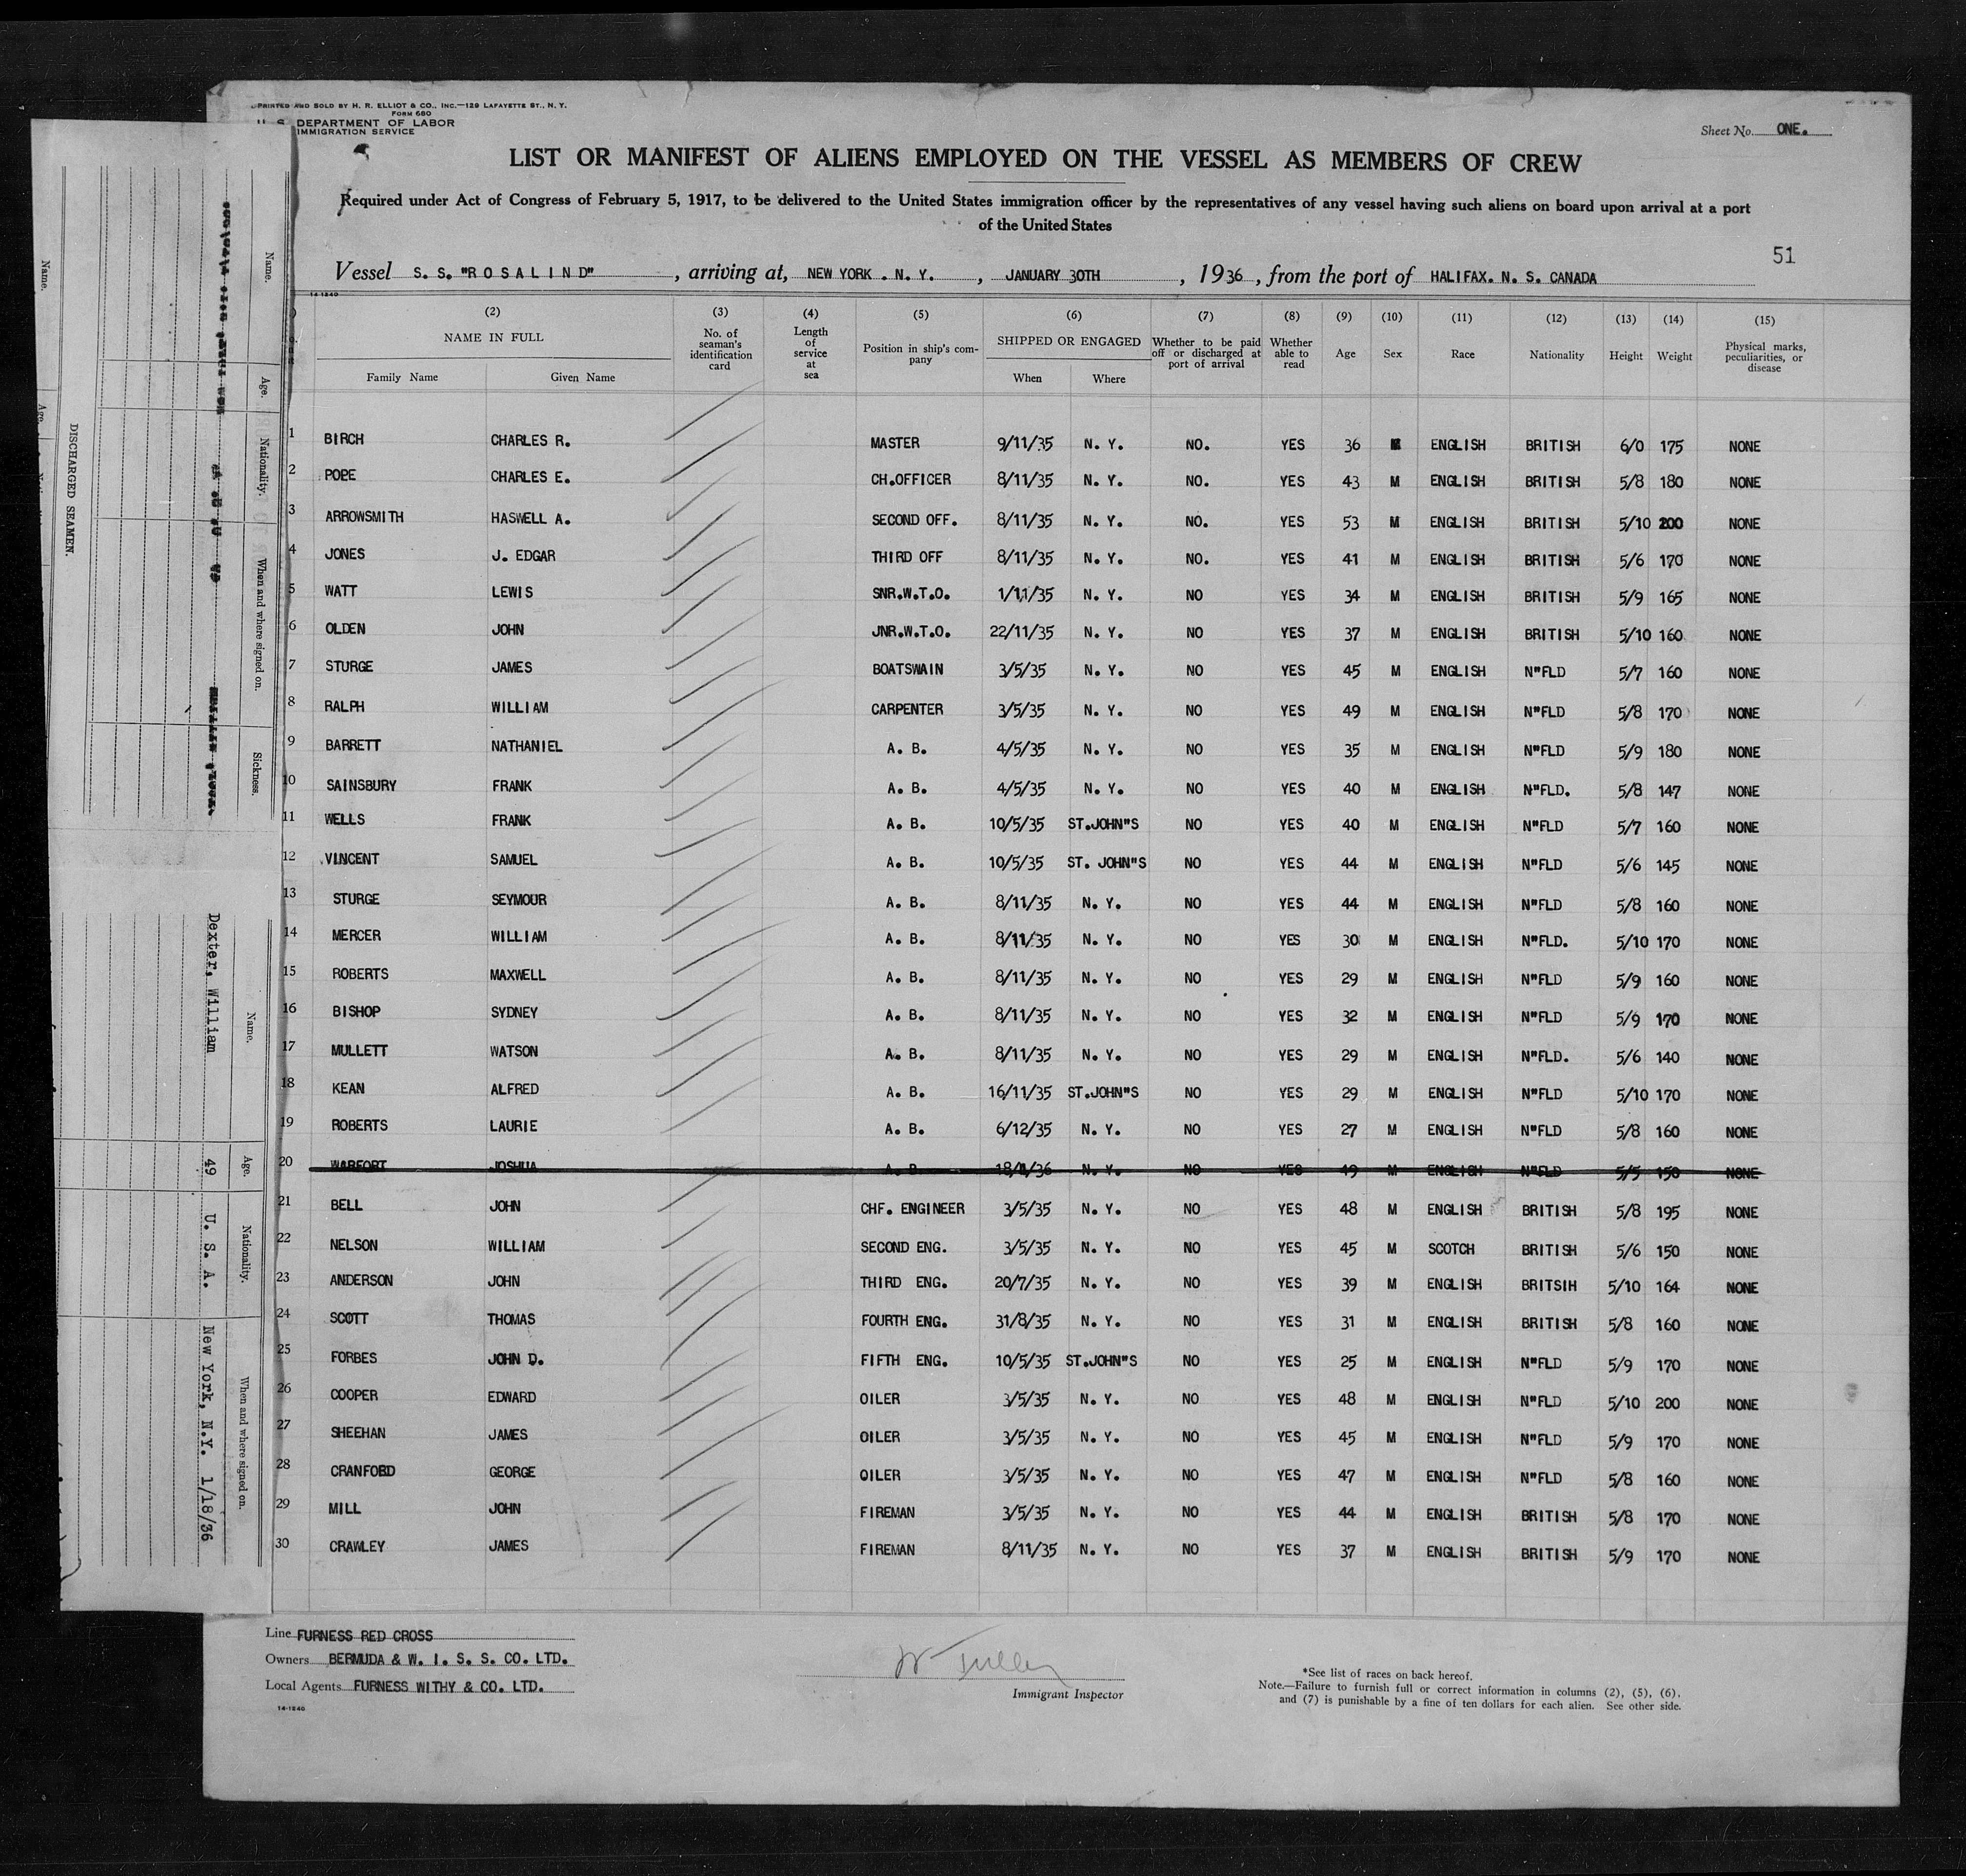 PRINTED AND SOLD BY H. R. ELLIOT & CO., INC.—129 LAFAYETTE ST., N. Y.
FORM 680
U. S. DEPARTMENT OF LABOR
IMMIGRATION SERVICE
Sheet No. ONE.
LIST OR MANIFEST OF ALIENS EMPLOYED ON THE VESSEL AS MEMBERS OF CREW
Required under Act of Congress of February 5, 1917, to be delivered to the United States immigration officer by the representatives of any vessel having such aliens on board upon arrival at a port
of the United States
51
Vessel S. S. "ROSALIND", arriving at, NEW YORK . N. Y., JANUARY 30TH, 1936, from the port of HALIFAX. N. S. CANADA
14-1240
(2) (3) (4) (5) (6) (7) (8) (9) (10) (11) (12) (13) (14) (15)
NAME IN FULL No. of seaman's identification card Length of service at sea Position in ship's company SHIPPED OR ENGAGED Whether to be paid off or discharged at port of arrival Whether able to read Age Sex Race Nationality Height Weight Physical marks, peculiarities, or disease
Family Name Given Name When Where
1 BIRCH CHARLES R. MASTER 9/11/35 N. Y. NO. YES 36 M ENGLISH BRITISH 6/0 175 NONE
2 POPE CHARLES E. CH.OFFICER 8/11/35 N. Y. NO. YES 43 M ENGLISH BRITISH 5/8 180 NONE
3 ARROWSMITH HASWELL A. SECOND OFF. 8/11/35 N. Y. NO. YES 53 M ENGLISH BRITISH 5/10 200 NONE
4 JONES J. EDGAR THIRD OFF 8/11/35 N. Y. NO. YES 41 M ENGLISH BRITISH 5/6 170 NONE
5 WATT LEWIS SNR.W.T.O. 1/11/35 N. Y. NO YES 34 M ENGLISH BRITISH 5/9 165 NONE
6 OLDEN JOHN JNR.W.T.O. 22/11/35 N. Y. NO YES 37 M ENGLISH BRITISH 5/10 160 NONE
7 STURGE JAMES BOATSWAIN 3/5/35 N. Y. NO YES 45 M ENGLISH N"FLD 5/7 160 NONE
8 RALPH WILLIAM CARPENTER 3/5/35 N. Y. NO YES 49 M ENGLISH N"FLD 5/8 170 NONE
9 BARRETT NATHANIEL A. B. 4/5/35 N. Y. NO YES 35 M ENGLISH N"FLD 5/9 180 NONE
10 SAINSBURY FRANK A. B. 4/5/35 N. Y. NO YES 40 M ENGLISH N"FLD. 5/8 147 NONE
11 WELLS FRANK A. B. 10/5/35 ST.JOHN"S NO YES 40 M ENGLISH N"FLD 5/7 160 NONE
12 VINCENT SAMUEL A. B. 10/5/35 ST. JOHN"S NO YES 44 M ENGLISH N"FLD 5/6 145 NONE
13 STURGE SEYMOUR A. B. 8/11/35 N. Y. NO YES 44 M ENGLISH N"FLD 5/8 160 NONE
14 MERCER WILLIAM A. B. 8/11/35 N. Y. NO YES 30 M ENGLISH N"FLD. 5/10 170 NONE
15 ROBERTS MAXWELL A. B. 8/11/35 N. Y. NO YES 29 M ENGLISH N"FLD 5/9 160 NONE
16 BISHOP SYDNEY A. B. 8/11/35 N. Y. NO YES 32 M ENGLISH N"FLD 5/9 170 NONE
17 MULLETT WATSON A. B. 8/11/35 N. Y. NO YES 29 M ENGLISH N"FLD. 5/6 140 NONE
18 KEAN ALFRED A. B. 16/11/35 ST.JOHN"S NO YES 29 M ENGLISH N"FLD 5/10 170 NONE
19 ROBERTS LAURIE A. B. 6/12/35 N. Y. NO YES 27 M ENGLISH N"FLD 5/8 160 NONE
20 WARFORT JOSHUA A. B. 18/1/36 N. Y. NO YES 49 M ENGLISH N"FLD 5/5 150 NONE
21 BELL JOHN CHF. ENGINEER 3/5/35 N. Y. NO YES 48 M ENGLISH BRITISH 5/8 195 NONE
22 NELSON WILLIAM SECOND ENG. 3/5/35 N. Y. NO YES 45 M SCOTCH BRITISH 5/6 150 NONE
23 ANDERSON JOHN THIRD ENG. 20/7/35 N. Y. NO YES 39 M ENGLISH BRITSIH 5/10 164 NONE
24 SCOTT THOMAS FOURTH ENG. 31/8/35 N. Y. NO YES 31 M ENGLISH BRITISH 5/8 160 NONE
25 FORBES JOHN D. FIFTH ENG. 10/5/35 ST.JOHN"S NO YES 25 M ENGLISH N"FLD 5/9 170 NONE
26 COOPER EDWARD OILER 3/5/35 N. Y. NO YES 48 M ENGLISH N"FLD 5/10 200 NONE
27 SHEEHAN JAMES OILER 3/5/35 N. Y. NO YES 45 M ENGLISH N"FLD 5/9 170 NONE
28 CRANFORD GEORGE OILER 3/5/35 N. Y. NO YES 47 M ENGLISH N"FLD 5/8 160 NONE
29 MILL JOHN FIREMAN 3/5/35 N. Y. NO YES 44 M ENGLISH BRITISH 5/8 170 NONE
30 CRAWLEY JAMES FIREMAN 8/11/35 N. Y. NO YES 37 M ENGLISH BRITISH 5/9 170 NONE
Line FURNESS RED CROSS
Owners BERMUDA & W. I. S. S. CO. LTD.
Local Agents FURNESS WITHY & CO. LTD.
14-1240
Immigrant Inspector
*See list of races on back hereof.
Note.—Failure to furnish full or correct information in columns (2), (5), (6), and (7) is punishable by a fine of ten dollars for each alien. See other side.
DISCHARGED SEAMEN.
Name. Age. Nationality. When and where signed on. Sickness.
Name. Age. Nationality. When and where signed on.
Dexter, William 49 U. S. A. New York, N.Y. 1/18/36
Name.
Age.